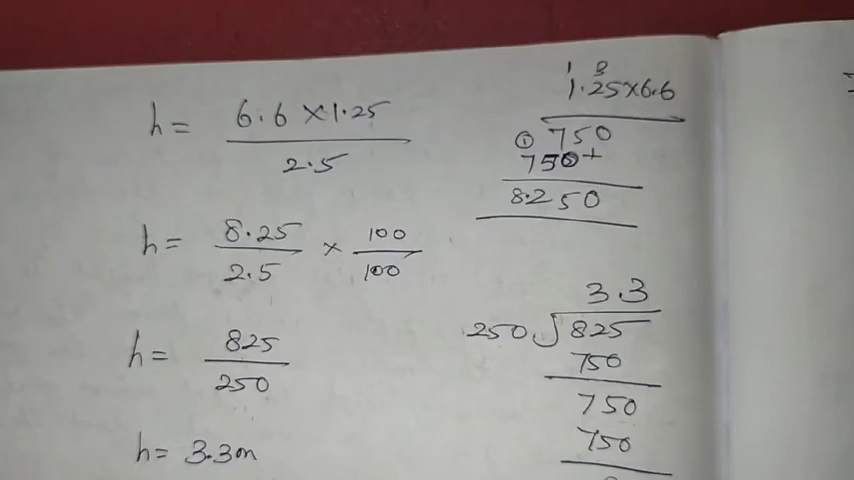 h = 6.6 × 1.25 / 2.5
h = 8.25 / 2.5 × 100 / 100
h = 825 / 250
h = 3.3m
1 3
1.25×6.6
① 750
750+
8.250
3.3
250 ) 825
750
750
750